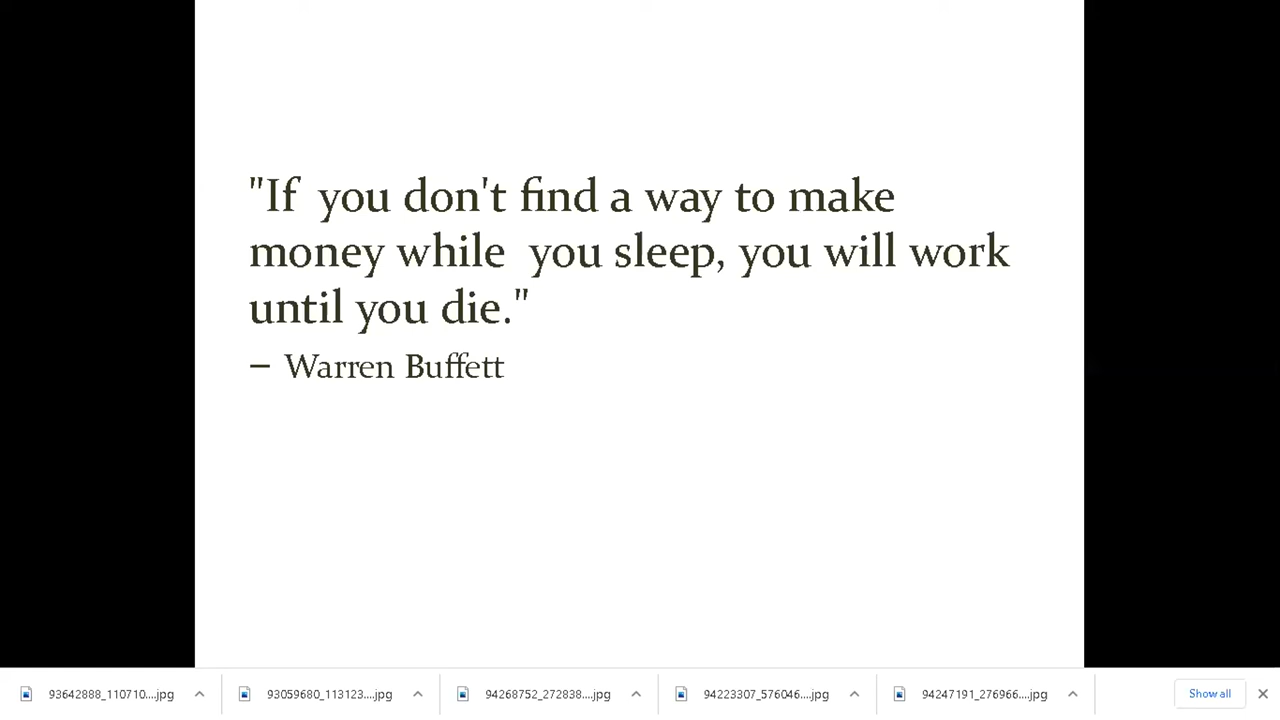 "If you don't find a way to make
money while you sleep, you will work
until you die."
– Warren Buffett
93642888_110710....jpg
93059680_113123....jpg
94268752_272838....jpg
94223307_576046....jpg
94247191_276966....jpg
Show all